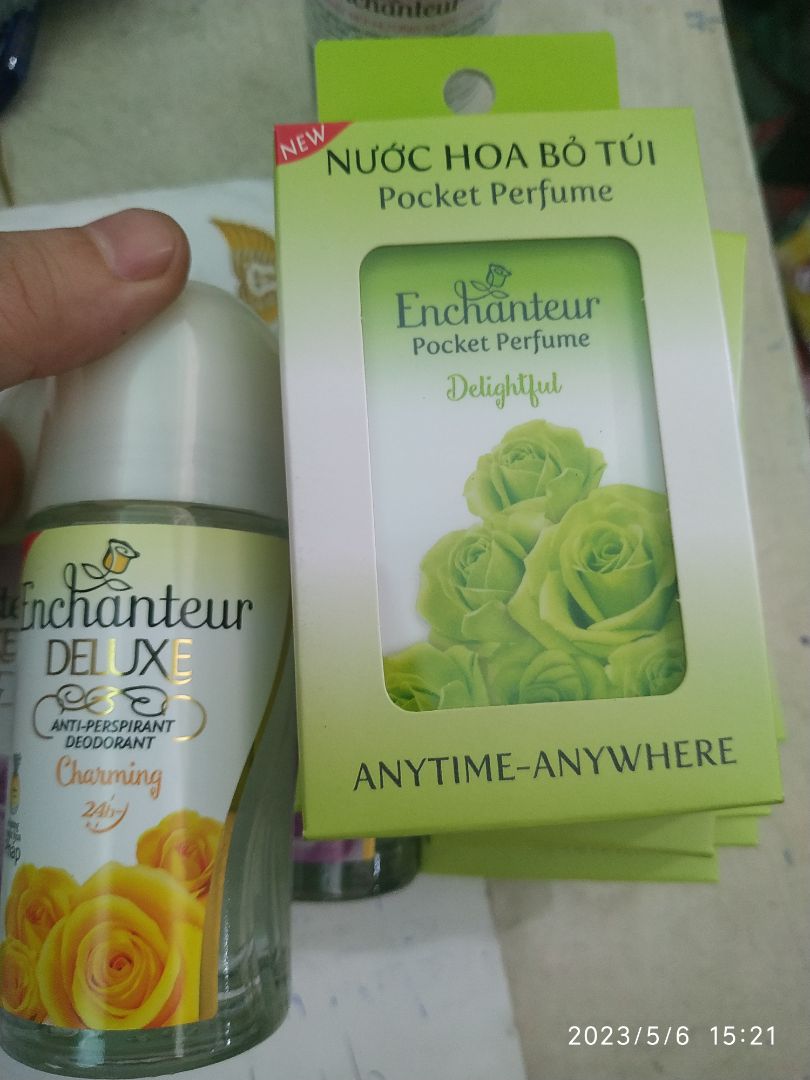 Enchanteur
NEW
NƯỚC HOA BỎ TÚI
Pocket Perfume
Enchanteur
Pocket Perfume
Delightful
ANYTIME-ANYWHERE
Enchanteur
DELUXE
ANTI-PERSPIRANT
DEODORANT
Charming
24h
2023/5/6 15:21